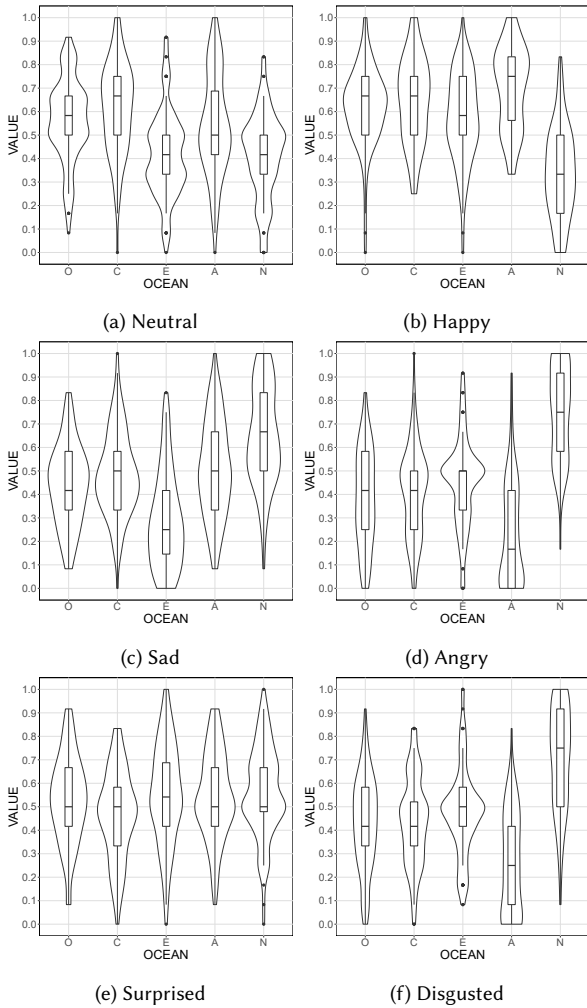 VALUE
1.0
0.9
0.8
0.7
0.6
0.5
0.4
0.3
0.2
0.1
0.0
O C E A N
OCEAN
(a) Neutral
VALUE
1.0
0.9
0.8
0.7
0.6
0.5
0.4
0.3
0.2
0.1
0.0
O C E A N
OCEAN
(b) Happy
VALUE
1.0
0.9
0.8
0.7
0.6
0.5
0.4
0.3
0.2
0.1
0.0
O C E A N
OCEAN
(c) Sad
VALUE
1.0
0.9
0.8
0.7
0.6
0.5
0.4
0.3
0.2
0.1
0.0
O C E A N
OCEAN
(d) Angry
VALUE
1.0
0.9
0.8
0.7
0.6
0.5
0.4
0.3
0.2
0.1
0.0
O C E A N
OCEAN
(e) Surprised
VALUE
1.0
0.9
0.8
0.7
0.6
0.5
0.4
0.3
0.2
0.1
0.0
O C E A N
OCEAN
(f) Disgusted